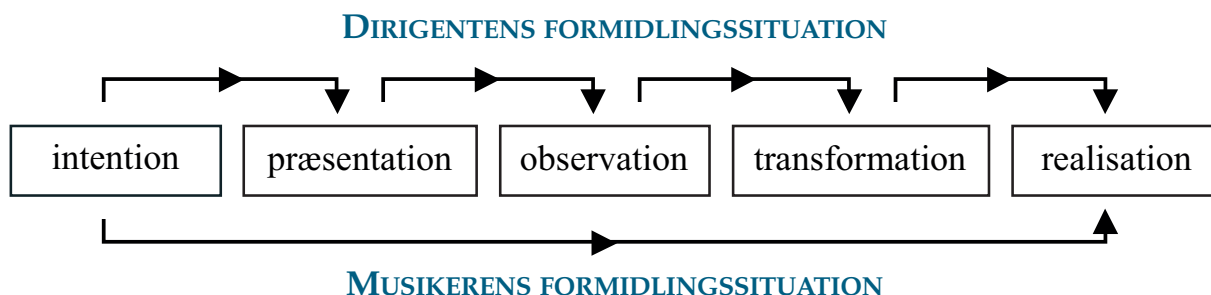 DIRIGENTENS FORMIDLINGSSITUATION
intention præsentation observation transformation realisation
MUSIKERENS FORMIDLINGSSITUATION